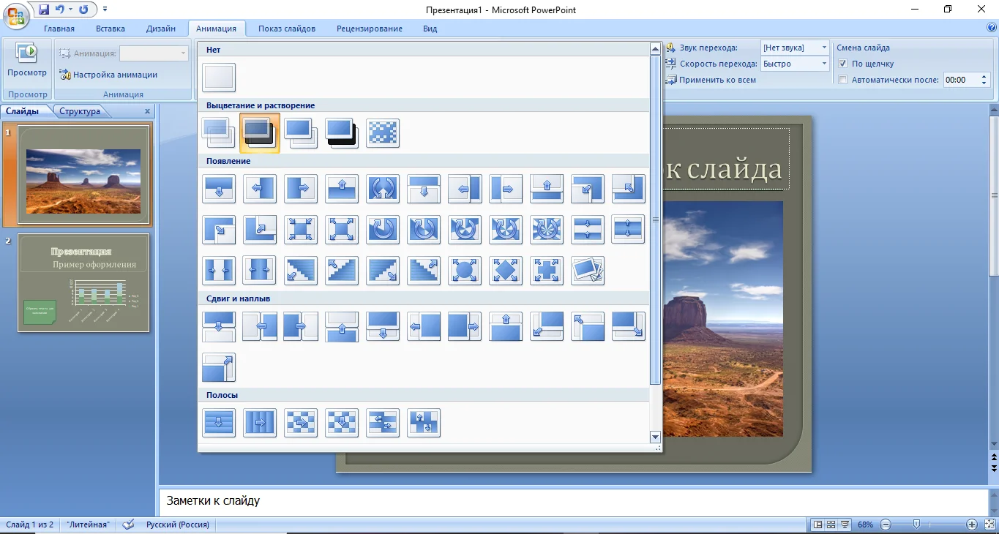 Презентация1 - Microsoft PowerPoint
Главная
Вставка
Дизайн
Анимация
Показ слайдов
Рецензирование
Вид
Просмотр
Просмотр
Анимация:
Настройка анимации
Анимация
Нет
Выцветание и растворение
Появление
Сдвиг и наплыв
Полосы
Звук перехода:
[Нет звука]
Скорость перехода:
Быстро
Применить ко всем
Смена слайда
По щелчку
Автоматически после:
00:00
Слайды
Структура
1
2
Презентация
Пример оформления
слайда
Заметки к слайду
Слайд 1 из 2
"Литейная"
Русский (Россия)
68%